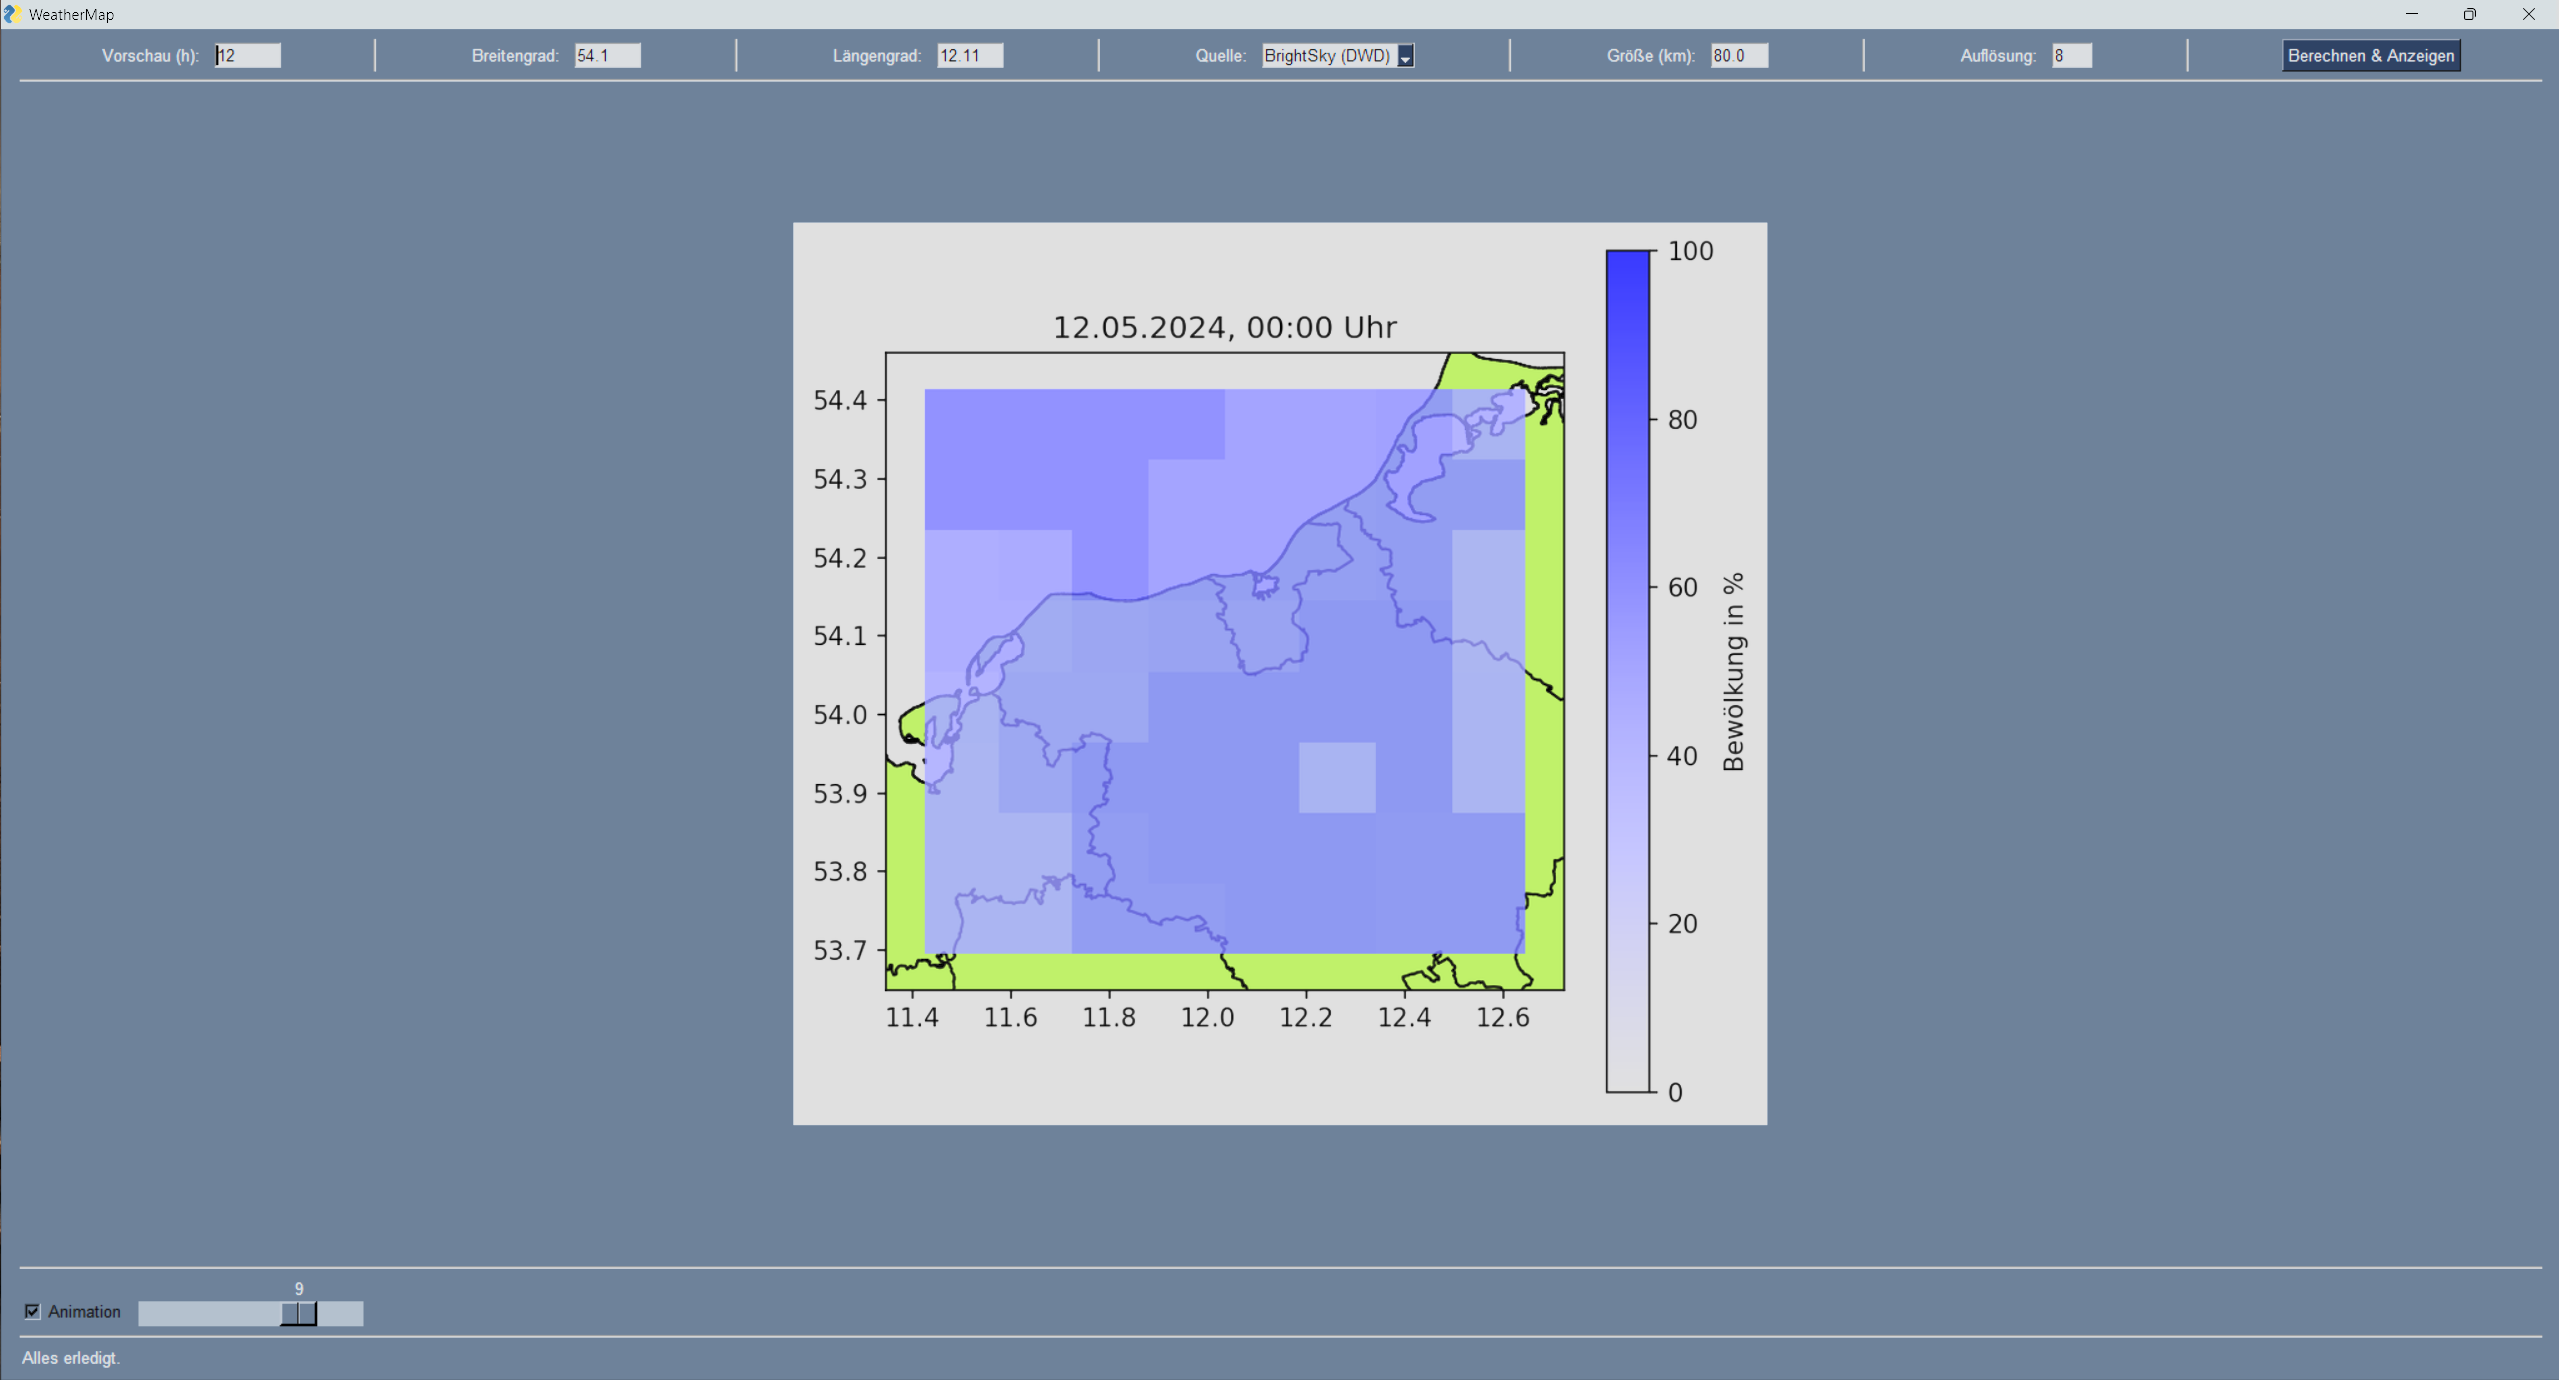 WeatherMap
Vorschau (h): 12 Breitengrad: 54.1 Längengrad: 12.11 Quelle: BrightSky (DWD) Größe (km): 80.0 Auflösung: 8 Berechnen & Anzeigen
12.05.2024, 00:00 Uhr
54.4
54.3
54.2
54.1
54.0
53.9
53.8
53.7
11.4 11.6 11.8 12.0 12.2 12.4 12.6
100
80
60
40
20
0
Bewölkung in %
9
Animation
Alles erledigt.